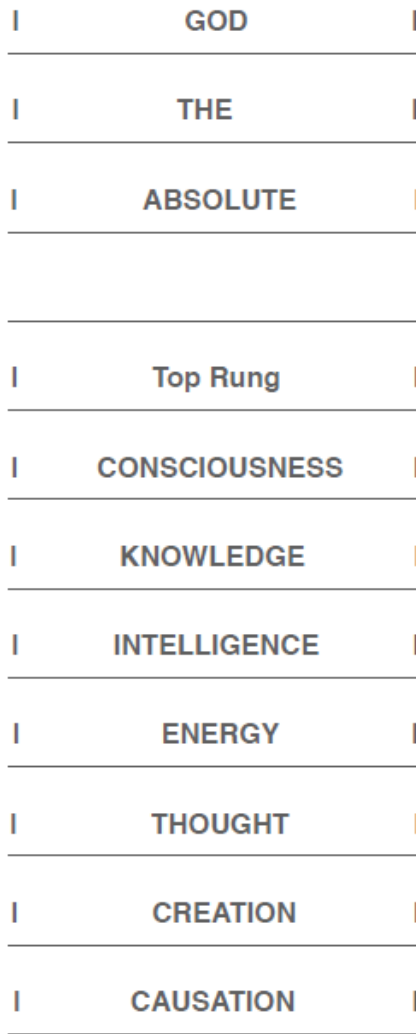 I GOD I
I THE I
I ABSOLUTE I
I Top Rung I
I CONSCIOUSNESS I
I KNOWLEDGE I
I INTELLIGENCE I
I ENERGY I
I THOUGHT I
I CREATION I
I CAUSATION I